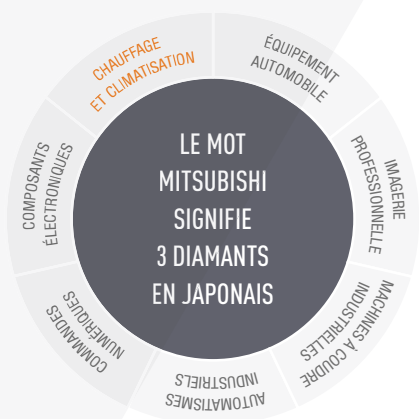 CHAUFFAGE
ET CLIMATISATION
ÉQUIPEMENT
AUTOMOBILE
IMAGERIE
PROFESSIONNELLE
MACHINES À COUDRE
INDUSTRIELLES
AUTOMATISMES
INDUSTRIELS
COMMANDES
NUMÉRIQUES
COMPOSANTS
ÉLECTRONIQUES
LE MOT
MITSUBISHI
SIGNIFIE
3 DIAMANTS
EN JAPONAIS